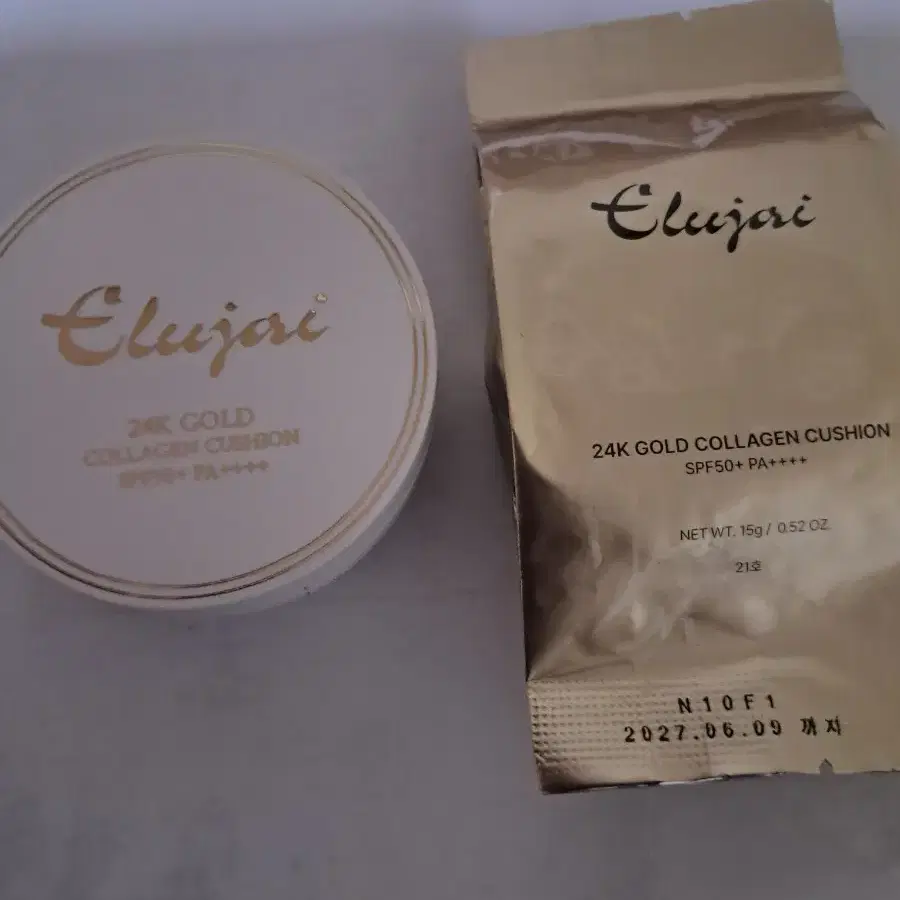 Elujai
24K GOLD
COLLAGEN CUSHION
SPF50+ PA++++
Elujai
24K GOLD COLLAGEN CUSHION
SPF50+ PA++++
NET WT. 15g / 0.52 OZ.
21호
N10F1
2027.06.09 까지